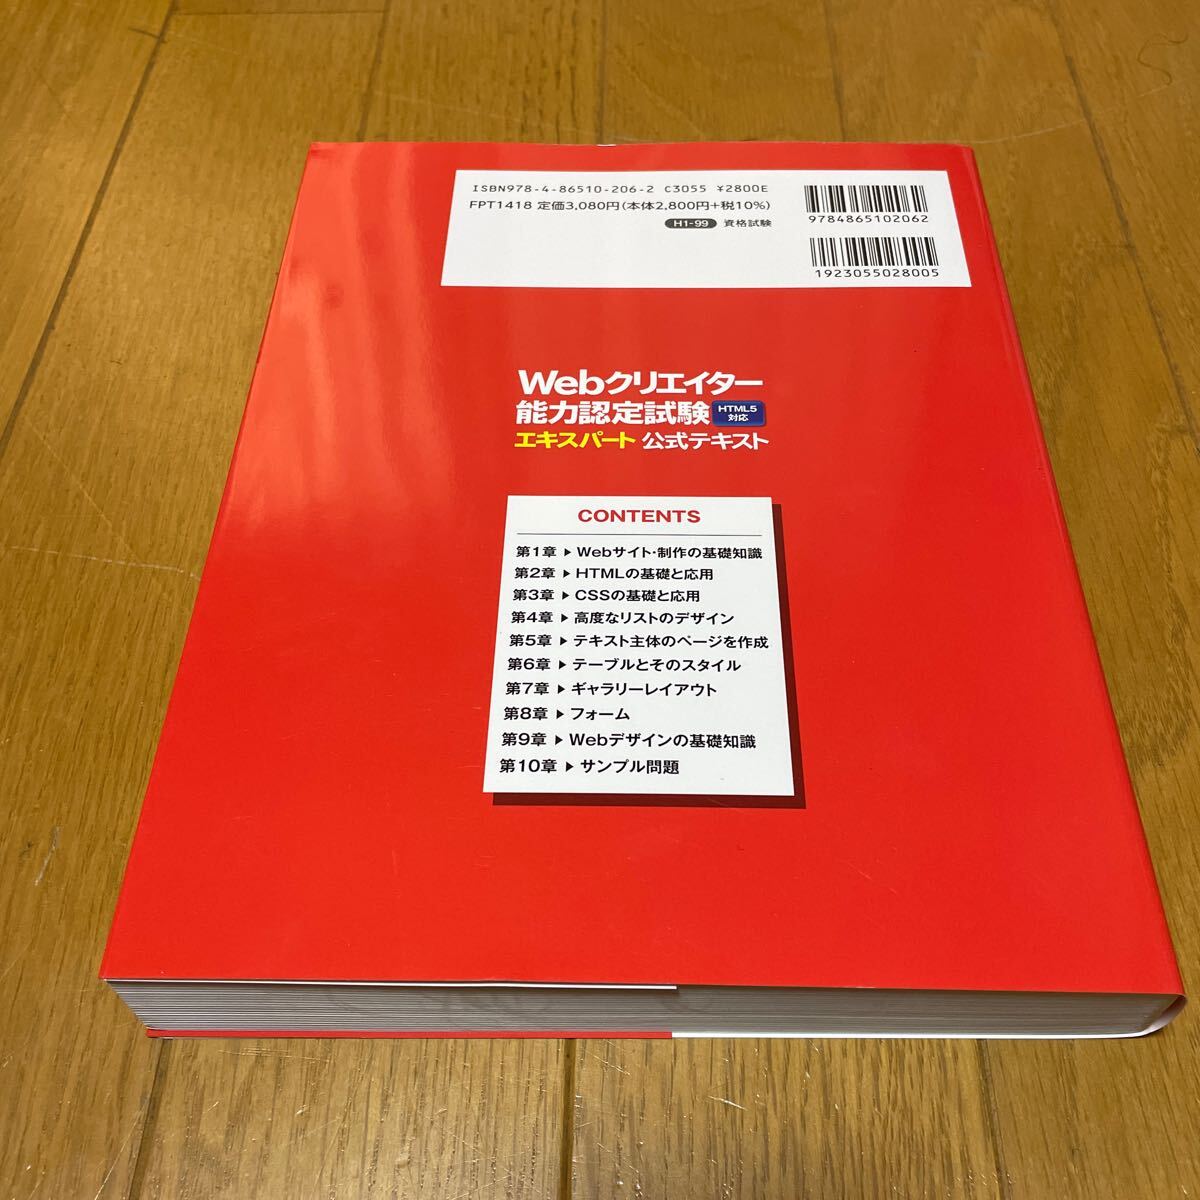 ISBN978-4-86510-206-2 C3055 ¥2800E
FPT1418 定価3,080円(本体2,800円+税10%)
H1-99 資格試験
9784865102062
1923055028005
Webクリエイター
能力認定試験 HTML5対応
エキスパート 公式テキスト
CONTENTS
第1章 ▶ Webサイト・制作の基礎知識
第2章 ▶ HTMLの基礎と応用
第3章 ▶ CSSの基礎と応用
第4章 ▶ 高度なリストのデザイン
第5章 ▶ テキスト主体のページを作成
第6章 ▶ テーブルとそのスタイル
第7章 ▶ ギャラリーレイアウト
第8章 ▶ フォーム
第9章 ▶ Webデザインの基礎知識
第10章 ▶ サンプル問題